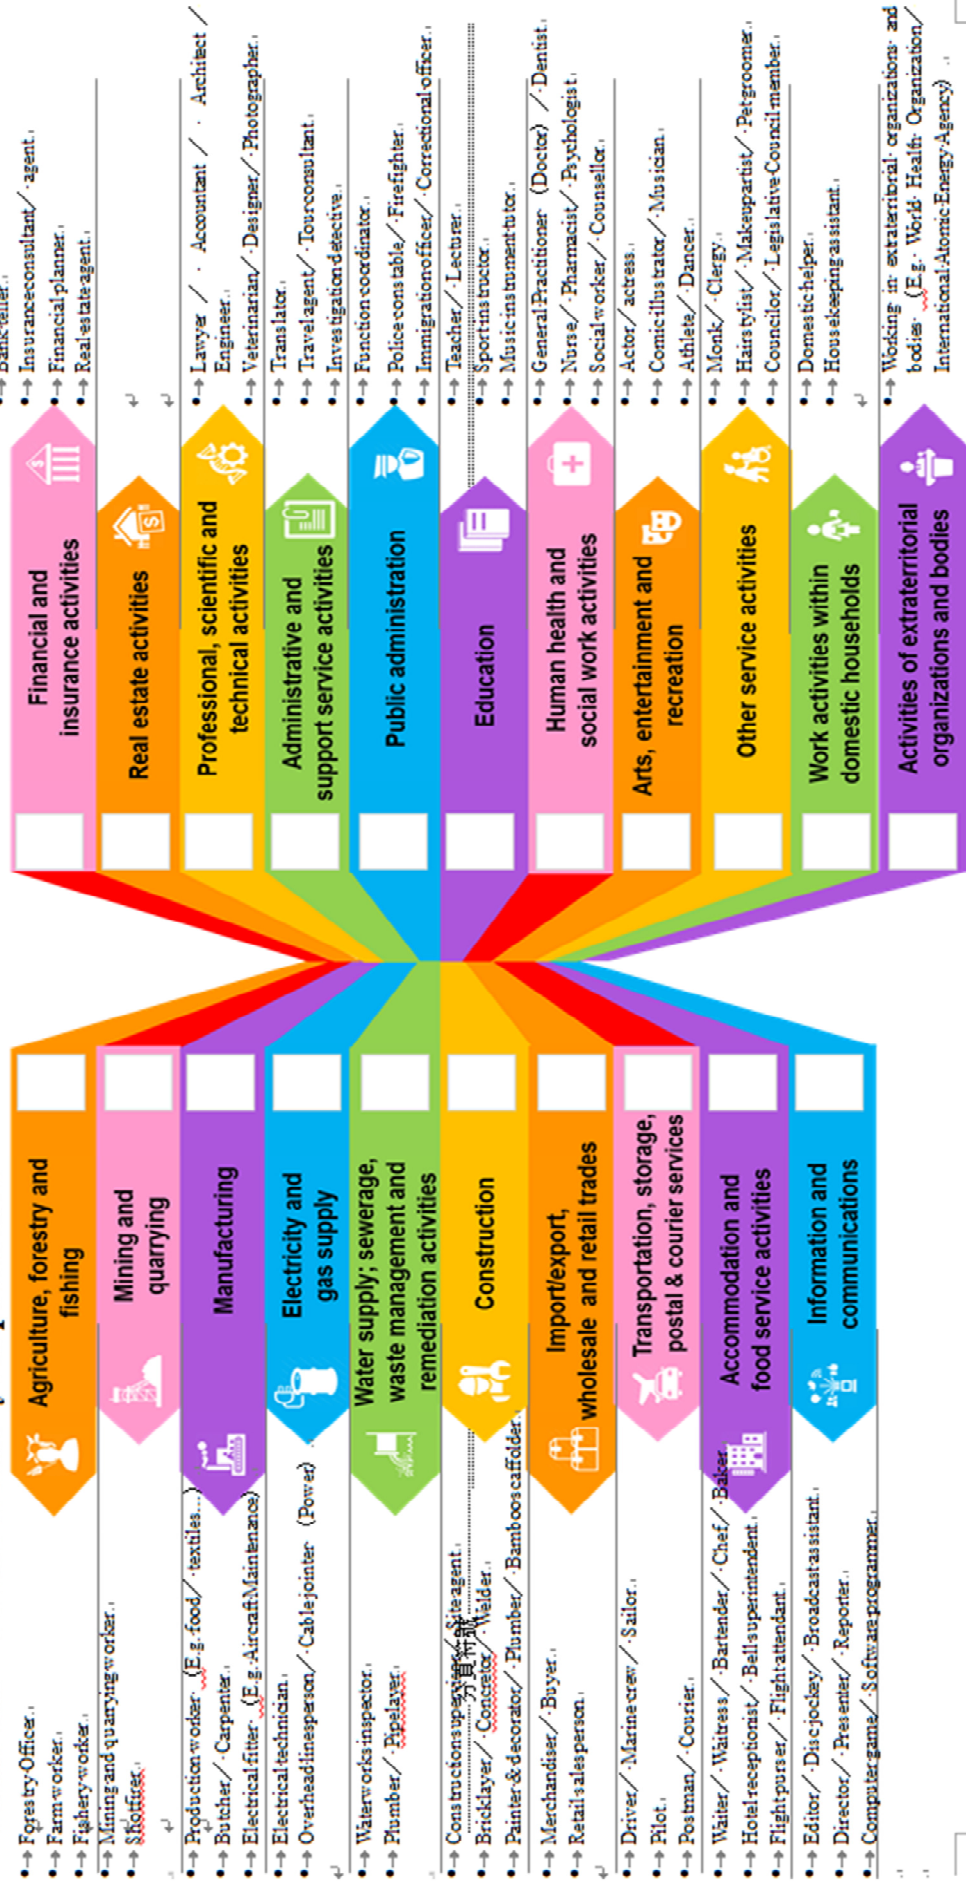 Agriculture, forestry and
fishing
Forestry Officer
Farm worker
Fishery worker
Mining and
quarrying
Mining and quarrying worker
Shotfirer
Manufacturing
Production worker (E.g. food / textiles...)
Butcher / Carpenter
Electrical fitter (E.g. Aircraft Maintenance)
Electricity and
gas supply
Electrical technician
Overhead linesperson / Cable jointer (Power)
Water supply; sewerage,
waste management and
remediation activities
Waterworks inspector
Plumber / Pipelayer
Construction
Construction supervisor / Site agent
Bricklayer / Concretor / Welder
Painter & decorator / Plumber / Bamboo scaffolder
分頁符號
Import/export,
wholesale and retail trades
Merchandiser / Buyer
Retail salesperson
Transportation, storage,
postal & courier services
Driver / Marine crew / Sailor
Pilot
Postman / Courier
Accommodation and
food service activities
Waiter / Waitress / Bartender / Chef / Baker
Hotel receptionist / Bell superintendent
Flight purser / Flight attendant
Information and
communications
Editor / Disc jockey / Broadcast assistant
Director / Presenter / Reporter
Computer game / Software programmer
Financial and
insurance activities
Bank teller
Insurance consultant / agent
Financial planner
Real estate agent
Real estate activities
Professional, scientific and
technical activities
Lawyer / Accountant / Architect /
Engineer
Veterinarian / Designer / Photographer
Administrative and
support service activities
Translator
Travel agent / Tour consultant
Investigation detective
Public administration
Function coordinator
Police constable / Firefighter
Immigration officer / Correctional officer
Education
Teacher / Lecturer
Sport instructor
Music instrument tutor
Human health and
social work activities
General Practitioner (Doctor) / Dentist
Nurse / Pharmacist / Psychologist
Social worker / Counsellor
Arts, entertainment and
recreation
Actor / actress
Comic illustrator / Musician
Athlete / Dancer
Other service activities
Monk / Clergy
Hairstylist / Makeup artist / Pet groomer
Councilor / Legislative Council member
Work activities within
domestic households
Domestic helper
Housekeeping assistant
Activities of extraterritorial
organizations and bodies
Working in extraterritorial organizations and
bodies (E.g. World Health Organization /
International Atomic Energy Agency)